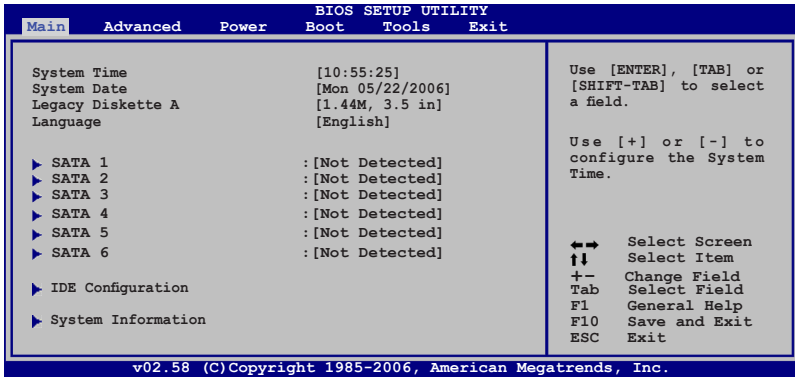 BIOS SETUP UTILITY
Main Advanced Power Boot Tools Exit
System Time [10:55:25]
System Date [Mon 05/22/2006]
Legacy Diskette A [1.44M, 3.5 in]
Language [English]
SATA 1 :[Not Detected]
SATA 2 :[Not Detected]
SATA 3 :[Not Detected]
SATA 4 :[Not Detected]
SATA 5 :[Not Detected]
SATA 6 :[Not Detected]
IDE Configuration
System Information
Use [ENTER], [TAB] or
[SHIFT-TAB] to select
a field.
Use [+] or [-] to
configure the System
Time.
←→ Select Screen
↑↓ Select Item
+- Change Field
Tab Select Field
F1 General Help
F10 Save and Exit
ESC Exit
v02.58 (C)Copyright 1985-2006, American Megatrends, Inc.